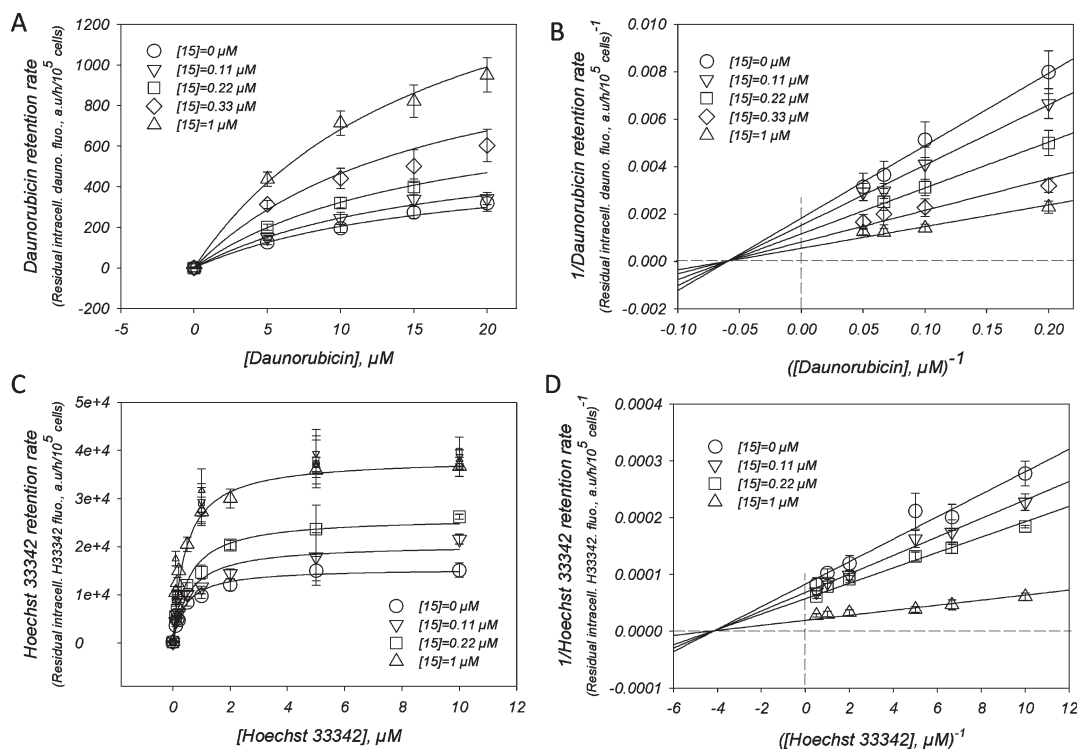 A
Daunorubicin retention rate
(Residual intracell. dauno. fluo., a.u/h/10^5 cells)
1200
1000
800
600
400
200
0
-200
[15]=0 µM
[15]=0.11 µM
[15]=0.22 µM
[15]=0.33 µM
[15]=1 µM
-5 0 5 10 15 20
[Daunorubicin], µM
B
1/Daunorubicin retention rate
(Residual intracell. dauno. fluo., a.u/h/10^5 cells)^-1
0.010
0.008
0.006
0.004
0.002
0.000
-0.002
[15]=0 µM
[15]=0.11 µM
[15]=0.22 µM
[15]=0.33 µM
[15]=1 µM
-0.10 -0.05 0.00 0.05 0.10 0.15 0.20
([Daunorubicin], µM)^-1
C
Hoechst 33342 retention rate
(Residual intracell. H33342 fluo., a.u/h/10^5 cells)
5e+4
4e+4
3e+4
2e+4
1e+4
0
[15]=0 µM
[15]=0.11 µM
[15]=0.22 µM
[15]=1 µM
0 2 4 6 8 10 12
[Hoechst 33342], µM
D
1/Hoechst 33342 retention rate
(Residual intracell. H33342. fluo., a.u/h/10^5 cells)^-1
0.0004
0.0003
0.0002
0.0001
0.0000
-0.0001
[15]=0 µM
[15]=0.11 µM
[15]=0.22 µM
[15]=1 µM
-6 -4 -2 0 2 4 6 8 10 12
([Hoechst 33342], µM)^-1